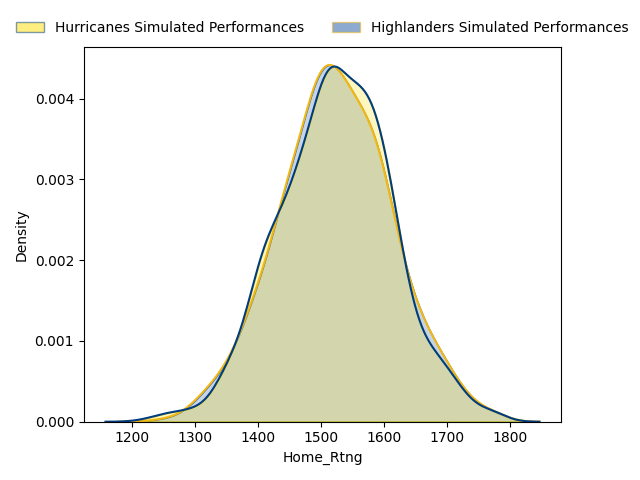 Hurricanes Simulated Performances Highlanders Simulated Performances
0.004
0.003
Density
0.002
0.001
0.000
1200 1300 1400 1500 1600 1700 1800
Home_Rtng